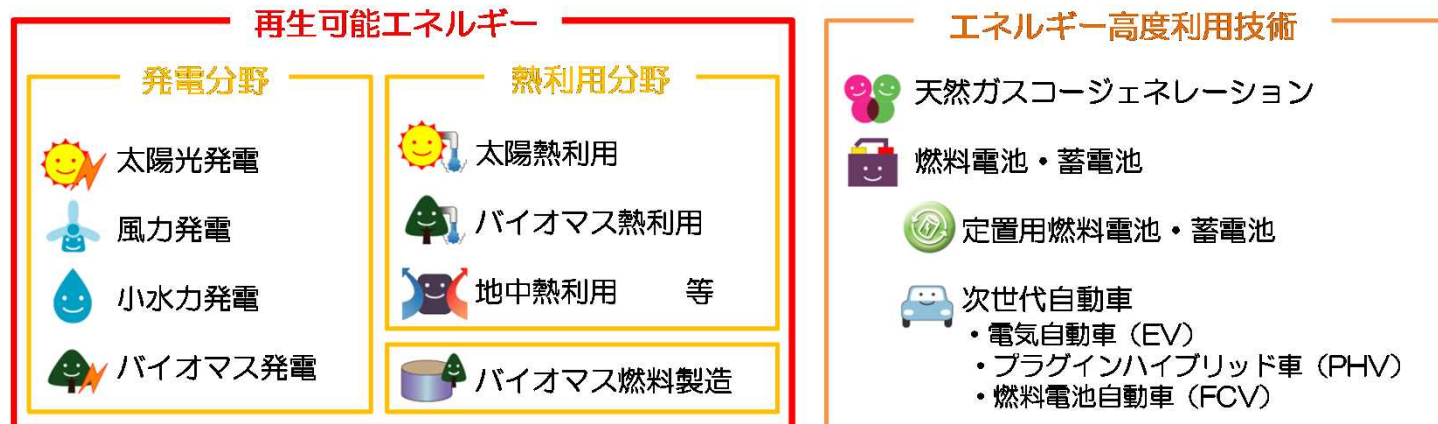 再生可能エネルギー
発電分野
太陽光発電
風力発電
小水力発電
バイオマス発電
熱利用分野
太陽熱利用
バイオマス熱利用
地中熱利用　等
バイオマス燃料製造
エネルギー高度利用技術
天然ガスコージェネレーション
燃料電池・蓄電池
定置用燃料電池・蓄電池
次世代自動車
・電気自動車（EV）
・プラグインハイブリッド車（PHV）
・燃料電池自動車（FCV）